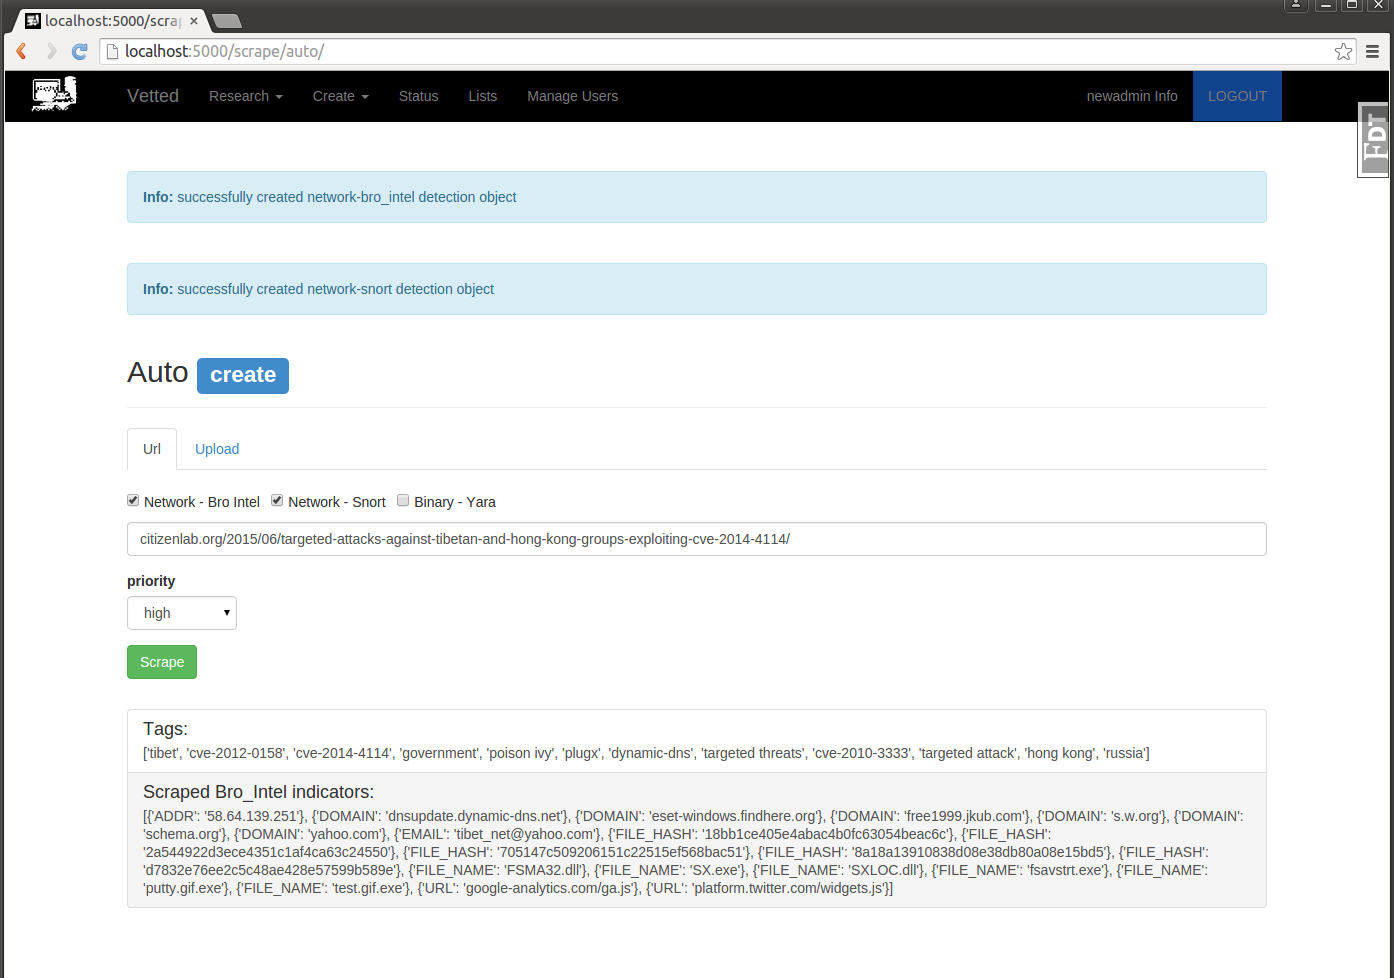 localhost:5000/scrap
localhost:5000/scrape/auto/
Vetted Research Create Status Lists Manage Users newadmin Info LOGOUT
FDT
Info: successfully created network-bro_intel detection object
Info: successfully created network-snort detection object
Auto create
Url Upload
Network - Bro Intel Network - Snort Binary - Yara
citizenlab.org/2015/06/targeted-attacks-against-tibetan-and-hong-kong-groups-exploiting-cve-2014-4114/
priority
high
Scrape
Tags:
['tibet', 'cve-2012-0158', 'cve-2014-4114', 'government', 'poison ivy', 'plugx', 'dynamic-dns', 'targeted threats', 'cve-2010-3333', 'targeted attack', 'hong kong', 'russia']
Scraped Bro_Intel indicators:
[{'ADDR': '58.64.139.251'}, {'DOMAIN': 'dnsupdate.dynamic-dns.net'}, {'DOMAIN': 'eset-windows.findhere.org'}, {'DOMAIN': 'free1999.jkub.com'}, {'DOMAIN': 's.w.org'}, {'DOMAIN':
'schema.org'}, {'DOMAIN': 'yahoo.com'}, {'EMAIL': 'tibet_net@yahoo.com'}, {'FILE_HASH': '18bb1ce405e4abac4b0fc63054beac6c'}, {'FILE_HASH':
'2a544922d3ece4351c1af4ca63c24550'}, {'FILE_HASH': '705147c509206151c22515ef568bac51'}, {'FILE_HASH': '8a18a13910838d08e38db80a08e15bd5'}, {'FILE_HASH':
'd7832e76ee2c5c48ae428e57599b589e'}, {'FILE_NAME': 'FSMA32.dll'}, {'FILE_NAME': 'SX.exe'}, {'FILE_NAME': 'SXLOC.dll'}, {'FILE_NAME': 'fsavstrt.exe'}, {'FILE_NAME':
'putty.gif.exe'}, {'FILE_NAME': 'test.gif.exe'}, {'URL': 'google-analytics.com/ga.js'}, {'URL': 'platform.twitter.com/widgets.js'}]